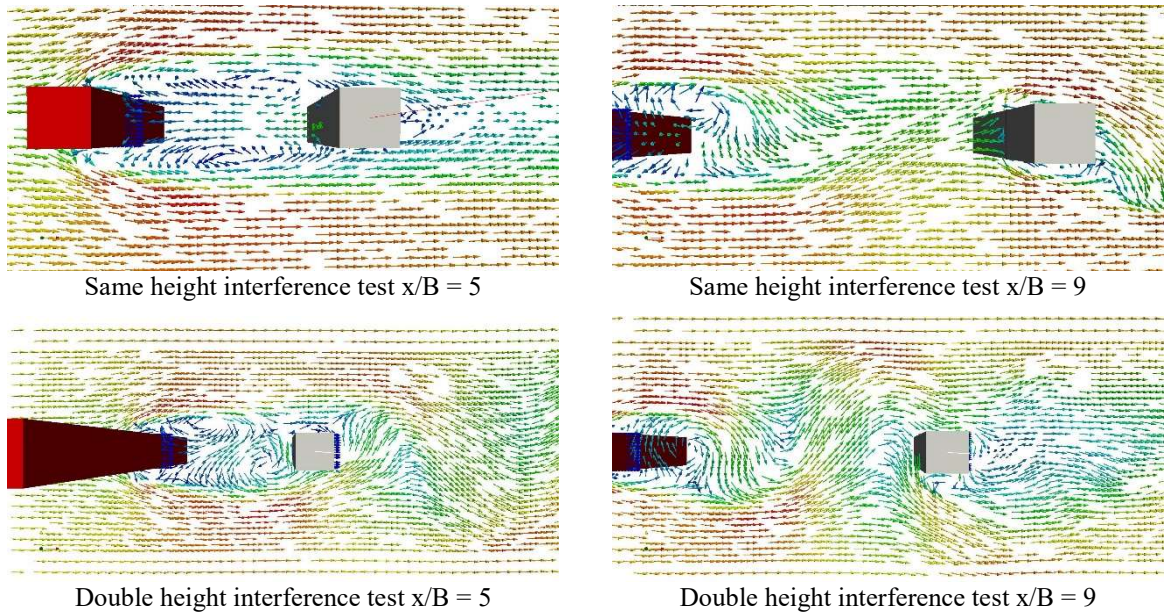 Same height interference test x/B = 5
Same height interference test x/B = 9
Double height interference test x/B = 5
Double height interference test x/B = 9